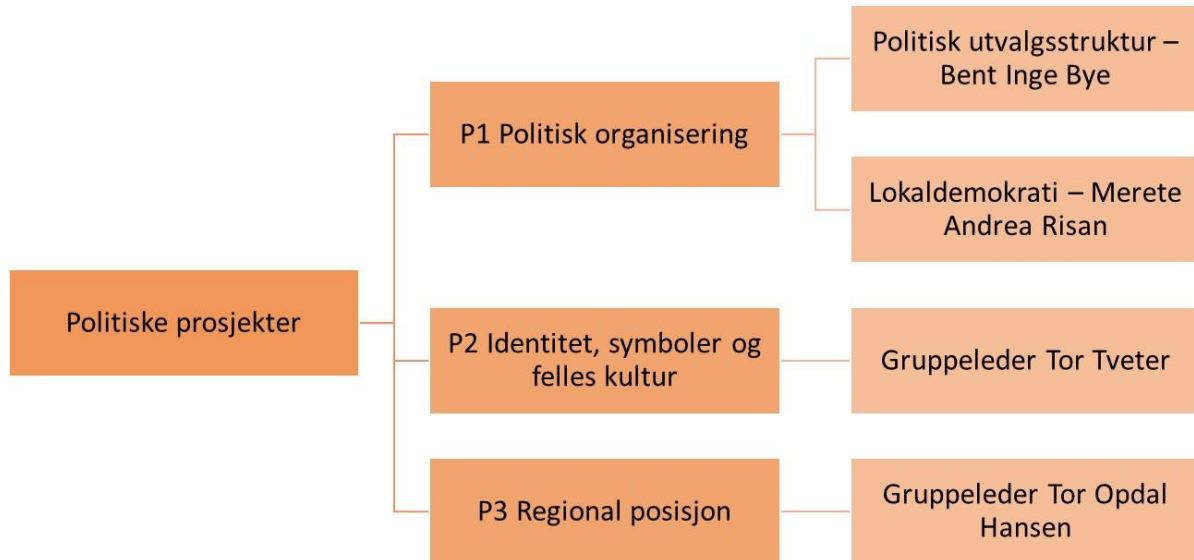 Politiske prosjekter
P1 Politisk organisering
Politisk utvalgsstruktur –
Bent Inge Bye
Lokaldemokrati – Merete
Andrea Risan
P2 Identitet, symboler og
felles kultur
Gruppeleder Tor Tveter
P3 Regional posisjon
Gruppeleder Tor Opdal
Hansen